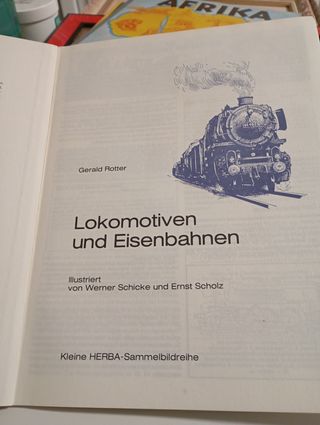 AFRIKA
Gerald Rotter
Lokomotiven
und Eisenbahnen
Illustriert
von Werner Schicke und Ernst Scholz
Kleine HERBA-Sammelbildreihe